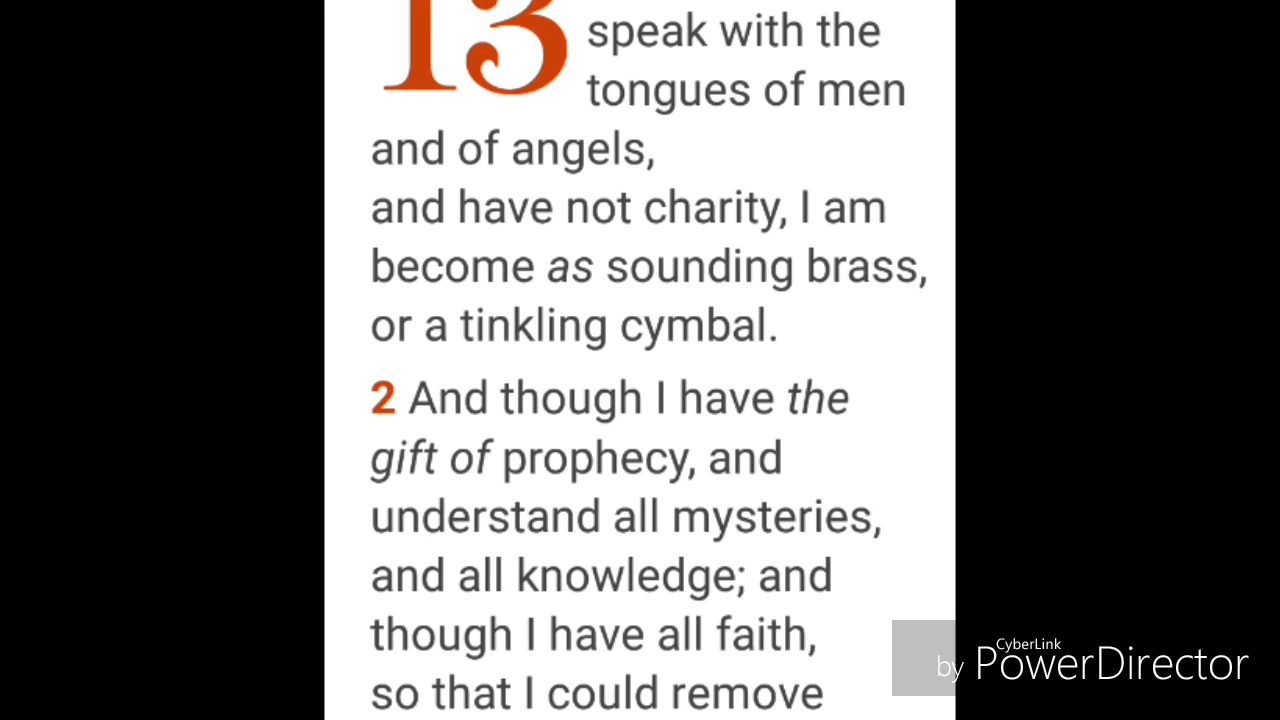 13 speak with the
tongues of men
and of angels,
and have not charity, I am
become as sounding brass,
or a tinkling cymbal.
2 And though I have the
gift of prophecy, and
understand all mysteries,
and all knowledge; and
though I have all faith,
so that I could remove
CyberLink
by PowerDirector